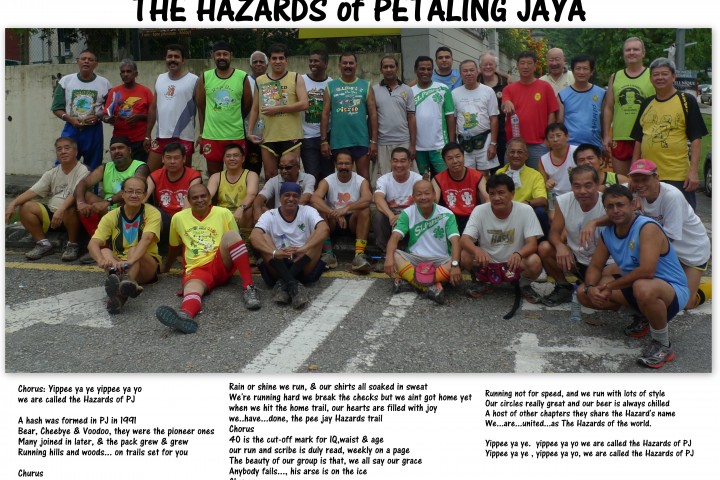 THE HAZARDS of PETALING JAYA
Chorus: Yippee ya ye yippee ya yo
we are called the Hazards of PJ
A hash was formed in PJ in 1991
Bear, Cheebye & Voodoo, they were the pioneer ones
Many joined in later, & the pack grew & grew
Running hills and woods... on trails set for you
Churus
Rain or shine we run, & our shirts all soaked in sweat
We're running hard we break the checks but we aint got home yet
when we hit the home trail, our hearts are filled with joy
we..have...done, the pee jay Hazards trail
Chorus
40 is the cut-off mark for IQ,waist & age
our run and scribe is duly read, weekly on a page
The beauty of our group is that, we all say our grace
Anybody fails..., his arse is on the ice
Running not for speed, and we run with lots of style
Our circles really great and our beer is always chilled
A host of other chapters they share the Hazard's name
We...are...united...as The Hazards of the world.
Yippee ya ye. yippee ya yo we are called the Hazards of PJ
Yippee ya ye , yippee ya yo, we are called the Hazards of PJ